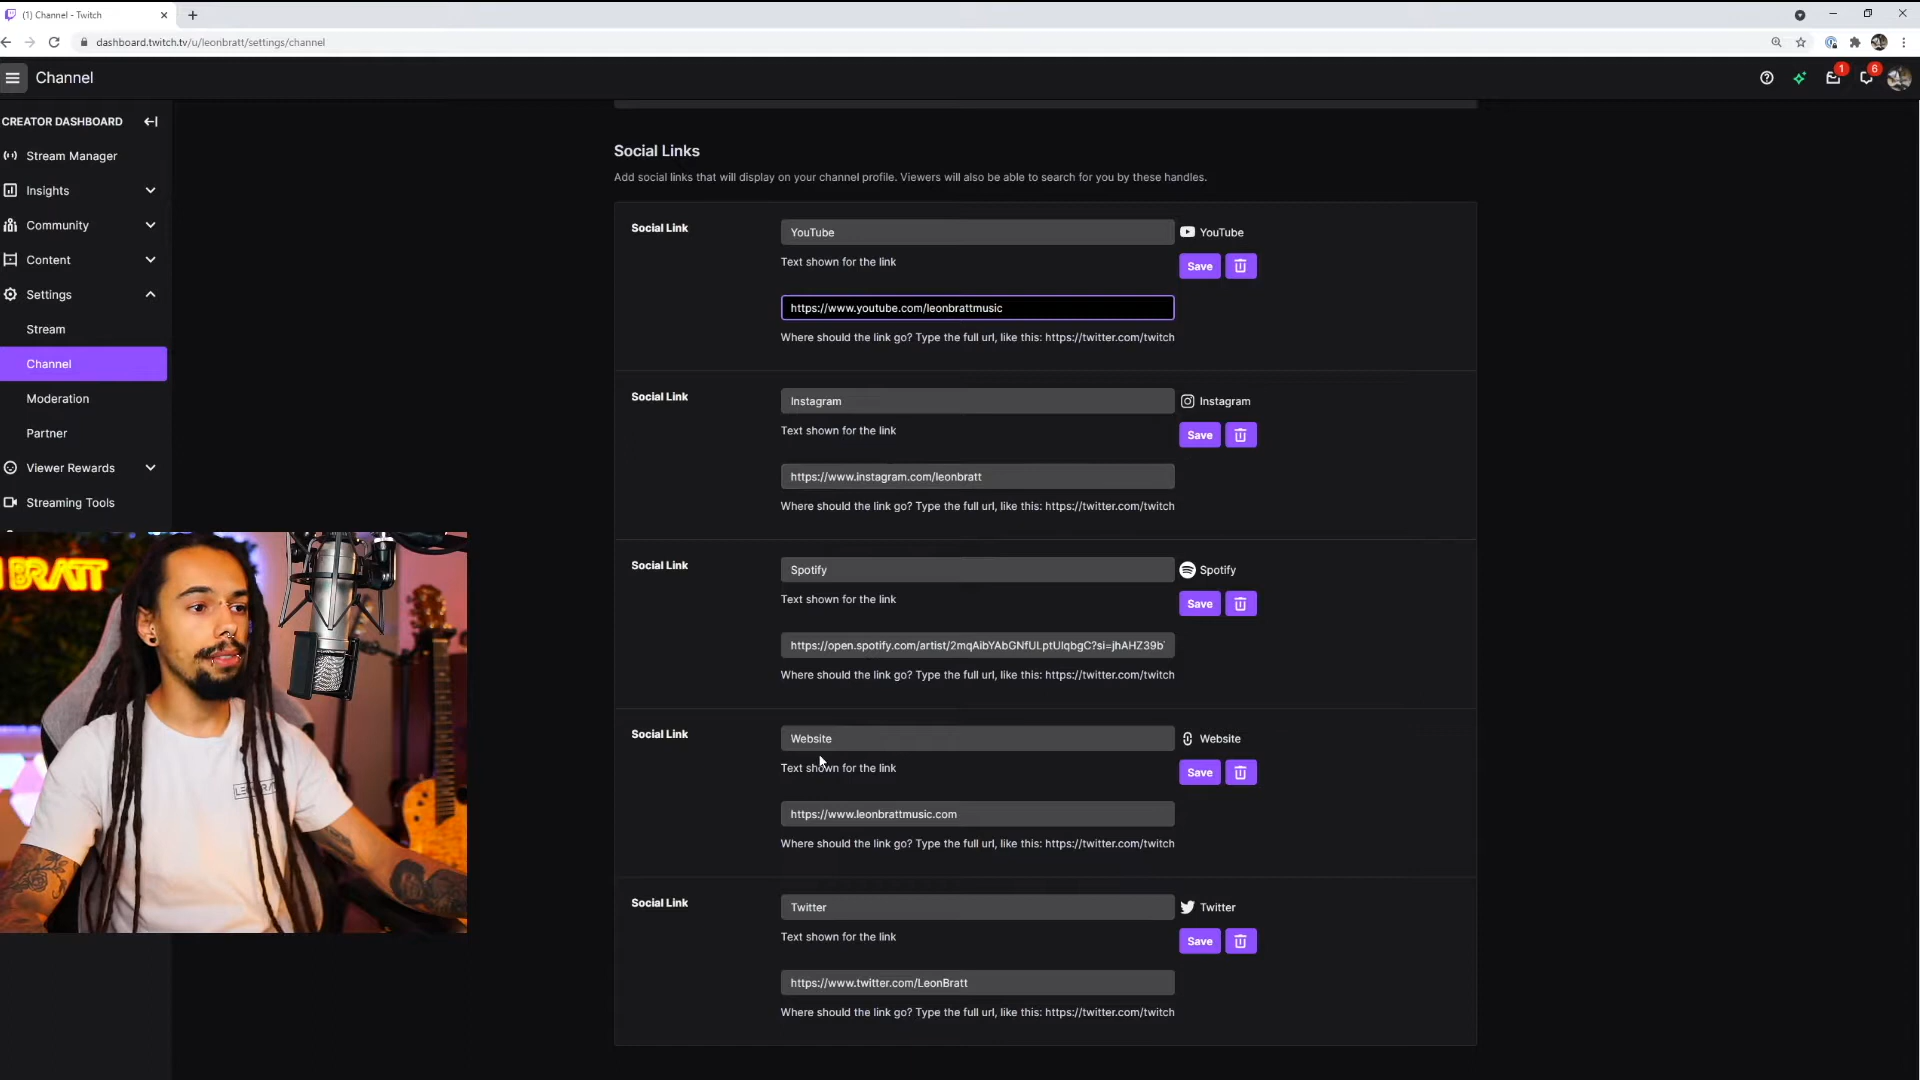 (1) Channel - Twitch
dashboard.twitch.tv/u/leonbratt/settings/channel
Channel
1
6
CREATOR DASHBOARD
Stream Manager
Insights
Community
Content
Settings
Stream
Channel
Moderation
Partner
Viewer Rewards
Streaming Tools
Social Links
Add social links that will display on your channel profile. Viewers will also be able to search for you by these handles.
Social Link
YouTube
YouTube
Text shown for the link
Save
https://www.youtube.com/leonbrattmusic
Where should the link go? Type the full url, like this: https://twitter.com/twitch
Social Link
Instagram
Instagram
Text shown for the link
Save
https://www.instagram.com/leonbratt
Where should the link go? Type the full url, like this: https://twitter.com/twitch
Social Link
Spotify
Spotify
Text shown for the link
Save
https://open.spotify.com/artist/2mqAibYAbGNfULptUlqbgC?si=jhAHZ39b
Where should the link go? Type the full url, like this: https://twitter.com/twitch
Social Link
Website
Website
Text shown for the link
Save
https://www.leonbrattmusic.com
Where should the link go? Type the full url, like this: https://twitter.com/twitch
Social Link
Twitter
Twitter
Text shown for the link
Save
https://www.twitter.com/LeonBratt
Where should the link go? Type the full url, like this: https://twitter.com/twitch
BRATT